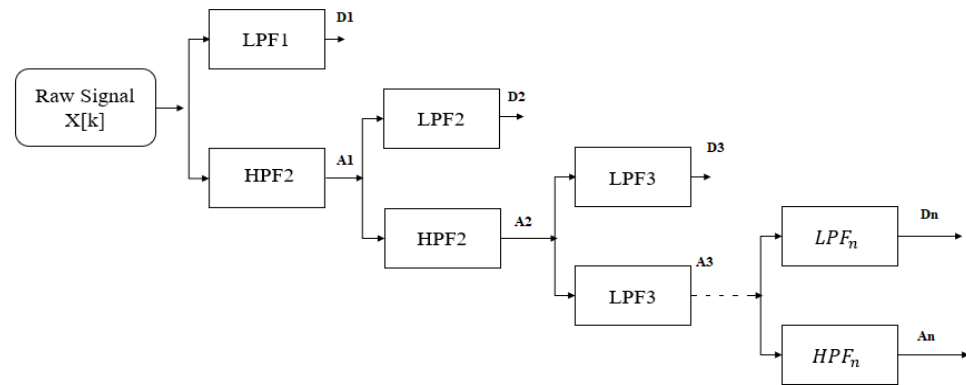 Raw Signal
X[k]
LPF1
D1
HPF2
A1
LPF2
D2
HPF2
A2
LPF3
D3
LPF3
A3
LPFn
Dn
HPFn
An